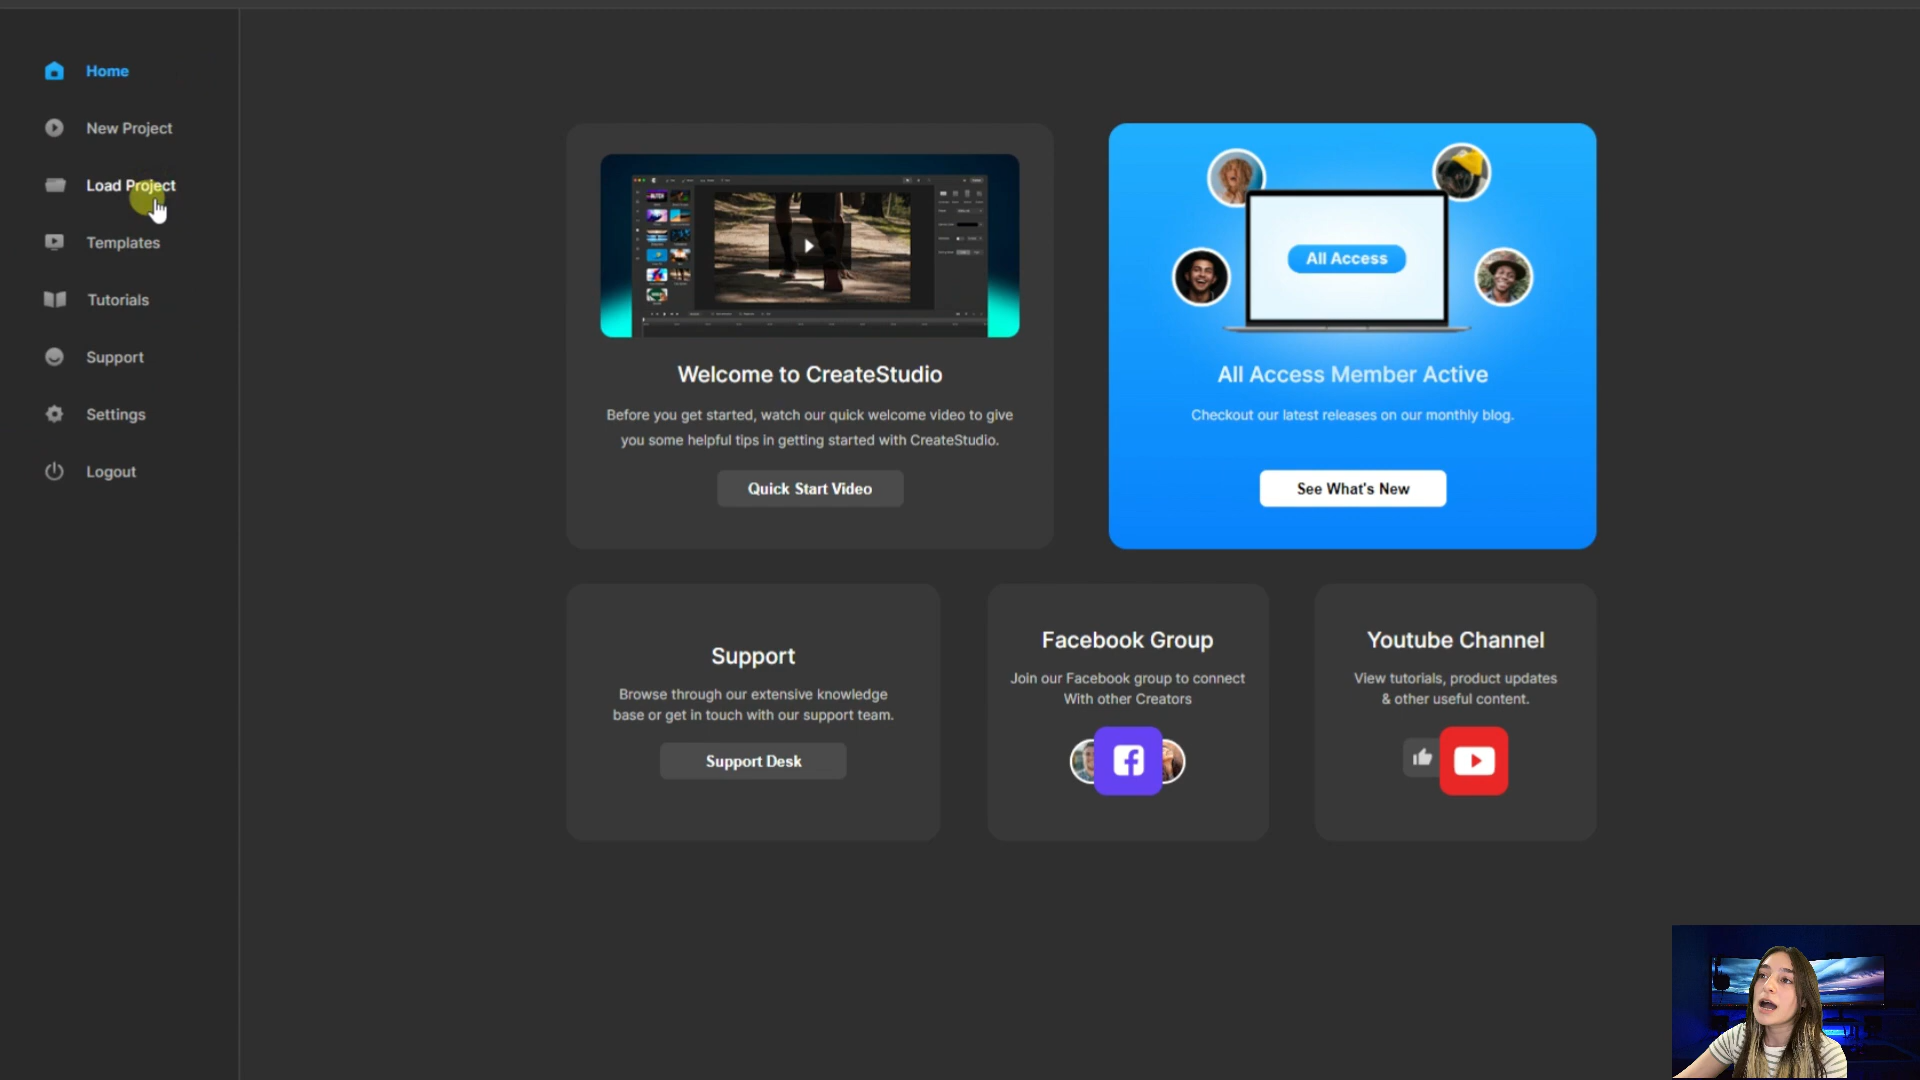 Home
New Project
Load Project
Templates
Tutorials
Support
Settings
Logout
Welcome to CreateStudio
Before you get started, watch our quick welcome video to give
you some helpful tips in getting started with CreateStudio.
Quick Start Video
All Access
All Access Member Active
Checkout our latest releases on our monthly blog.
See What's New
Support
Browse through our extensive knowledge
base or get in touch with our support team.
Support Desk
Facebook Group
Join our Facebook group to connect
With other Creators
Youtube Channel
View tutorials, product updates
& other useful content.